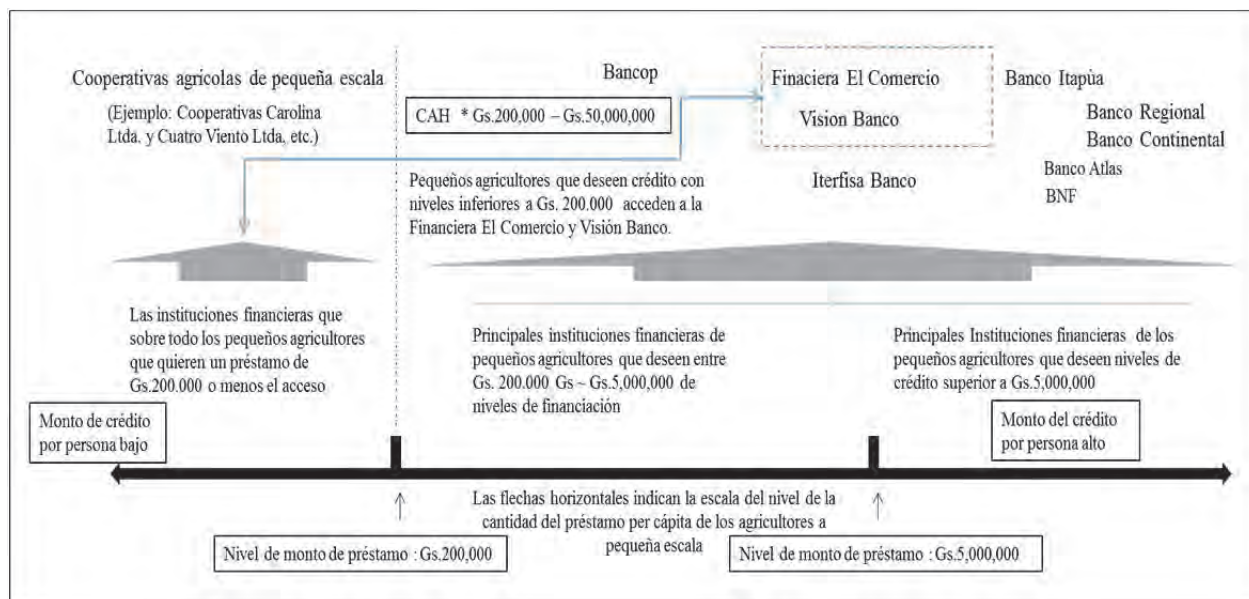 Cooperativas agrícolas de pequeña escala
(Ejemplo: Cooperativas Carolina
Ltda. y Cuatro Viento Ltda, etc.)
Bancop
CAH * Gs.200,000 – Gs.50,000,000
Finaciera El Comercio
Vision Banco
Iterfisa Banco
Banco Itapùa
Banco Regional
Banco Continental
Banco Atlas
BNF
Pequeños agricultores que deseen crédito con
niveles inferiores a Gs. 200.000 acceden a la
Financiera El Comercio y Visión Banco.
Las instituciones financieras que
sobre todo los pequeños agricultores
que quieren un préstamo de
Gs.200.000 o menos el acceso
Principales instituciones financieras de
pequeños agricultores que deseen entre
Gs. 200.000 Gs ~ Gs.5,000,000 de
niveles de financiación
Principales Instituciones financieras de los
pequeños agricultores que deseen niveles de
crédito superior a Gs.5,000,000
Monto de crédito
por persona bajo
Monto del crédito
por persona alto
Las flechas horizontales indican la escala del nivel de la
cantidad del préstamo per cápita de los agricultores a
pequeña escala
Nivel de monto de préstamo : Gs.200,000
Nivel de monto de préstamo : Gs.5,000,000